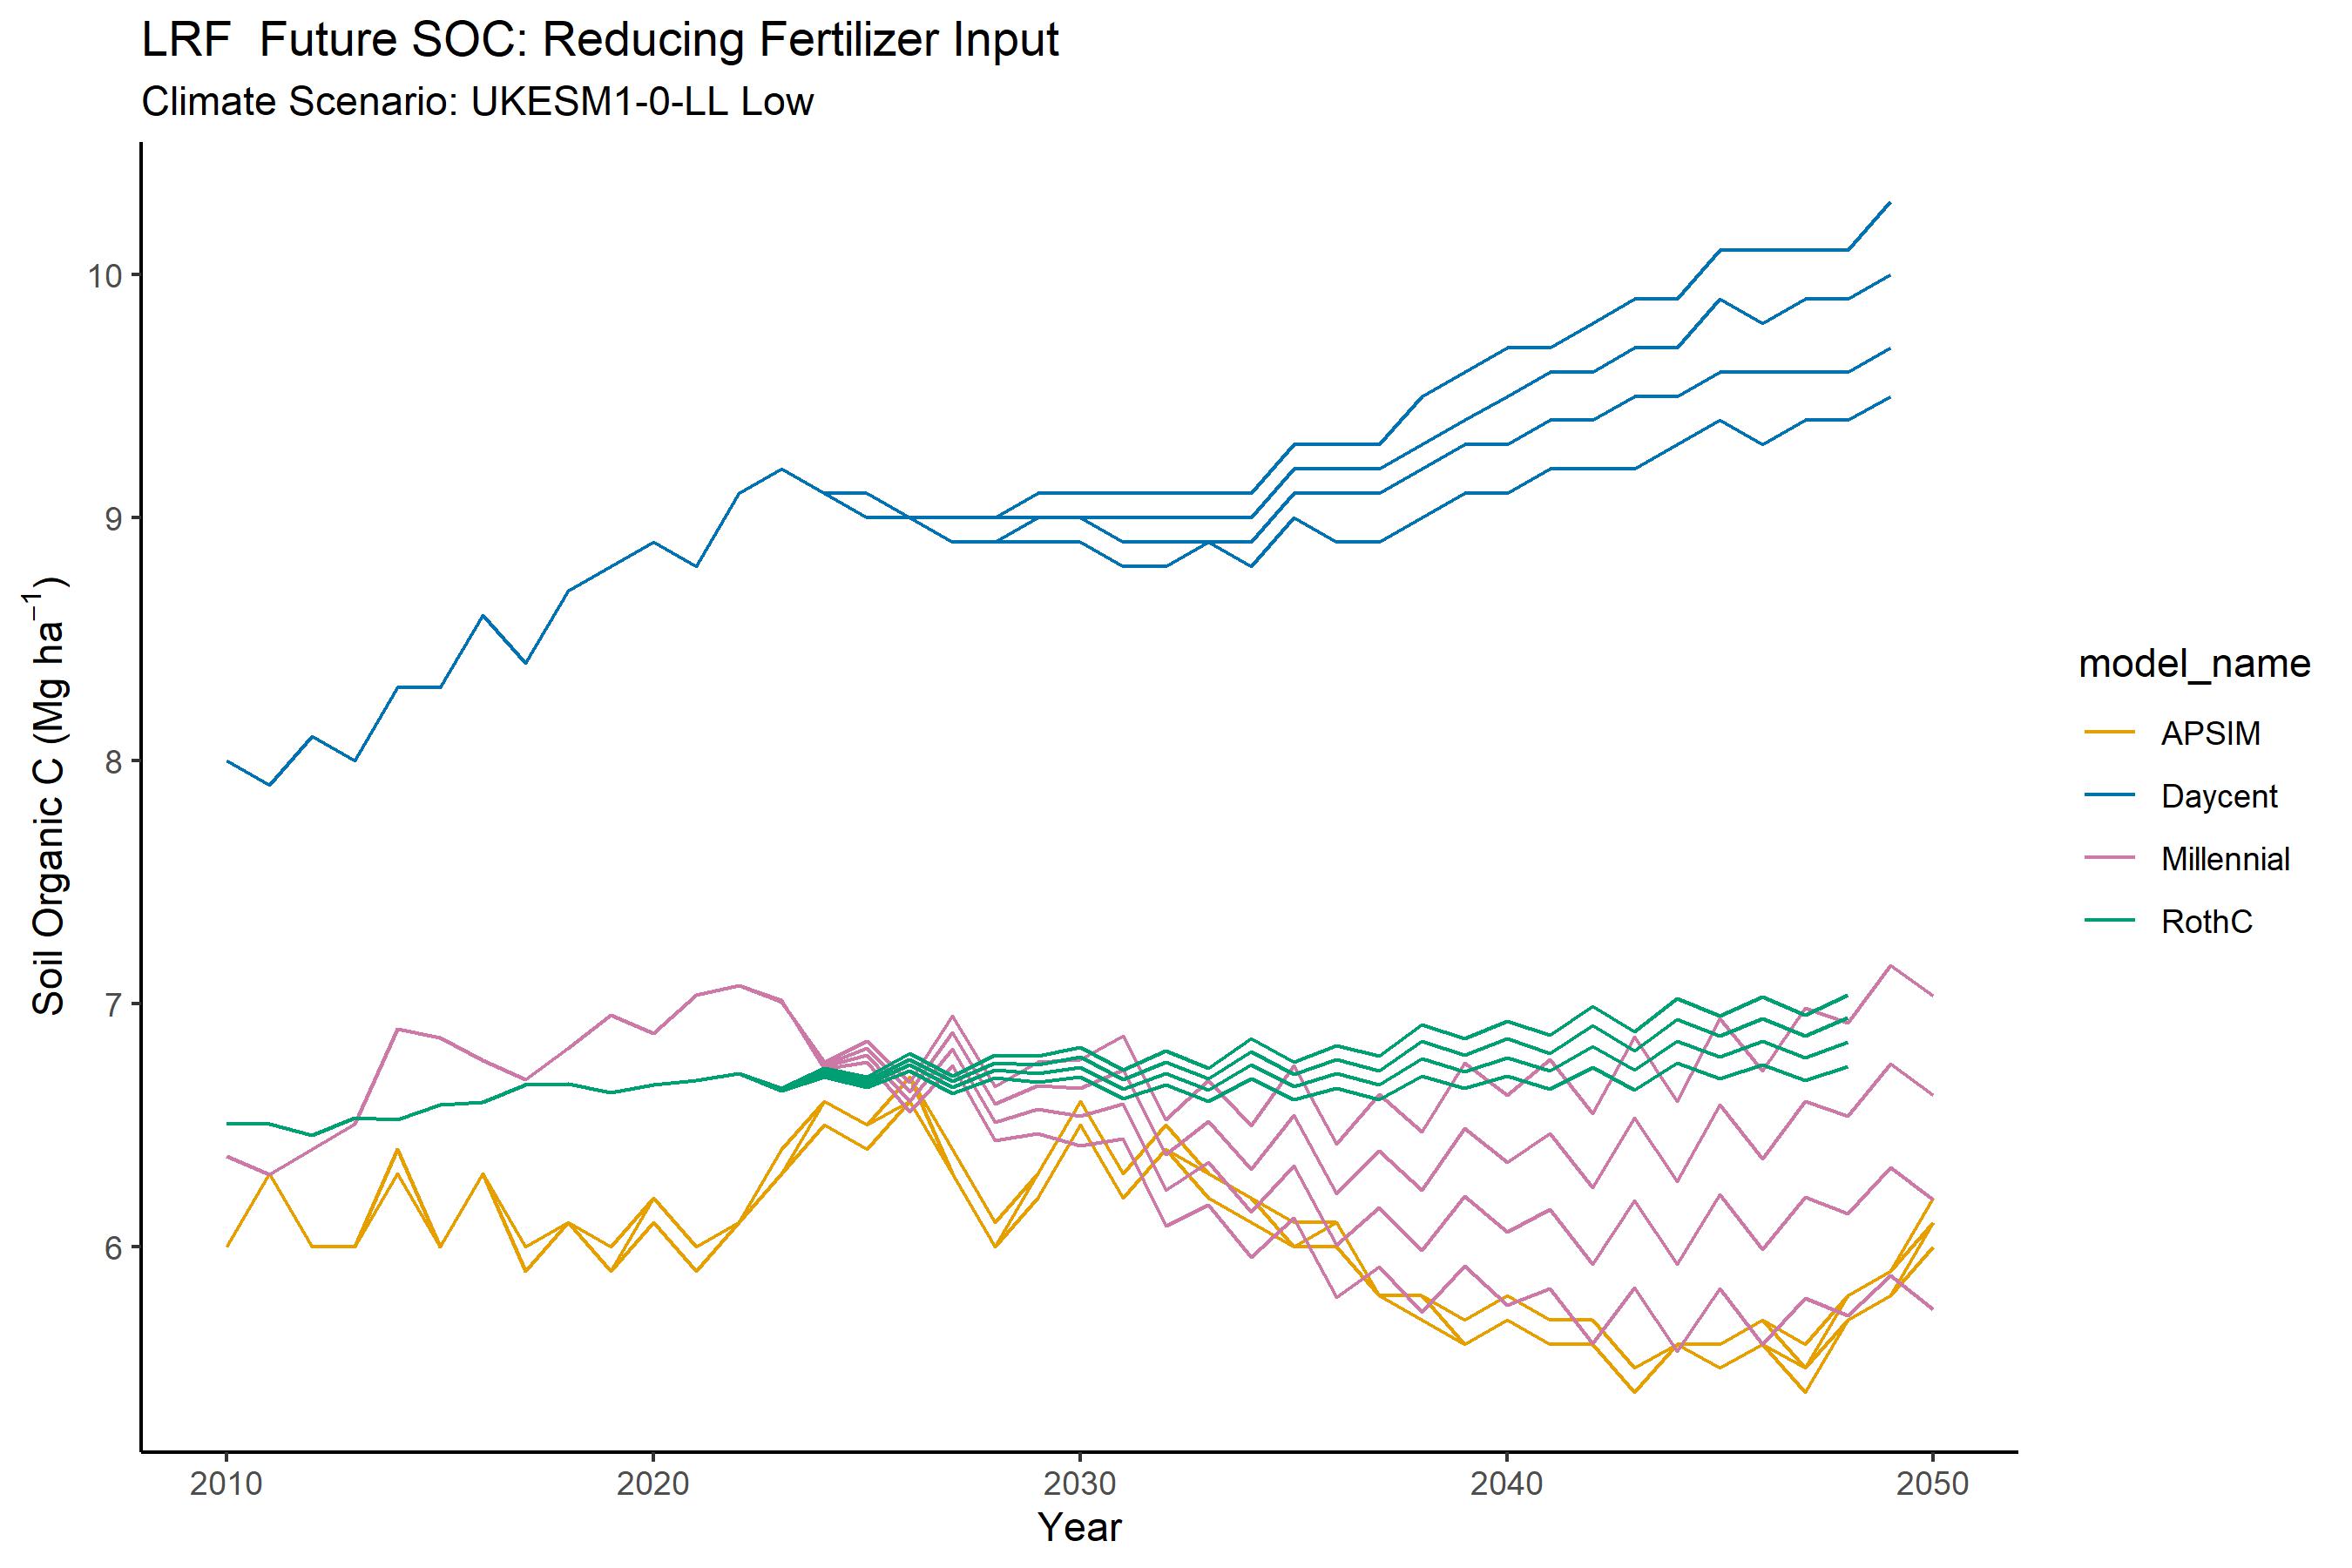 LRF  Future SOC: Reducing Fertilizer Input
Climate Scenario: UKESM1-0-LL Low
Soil Organic C (Mg ha⁻¹)
10
9
8
7
6
2010
2020
2030
2040
2050
Year
model_name
APSIM
Daycent
Millennial
RothC